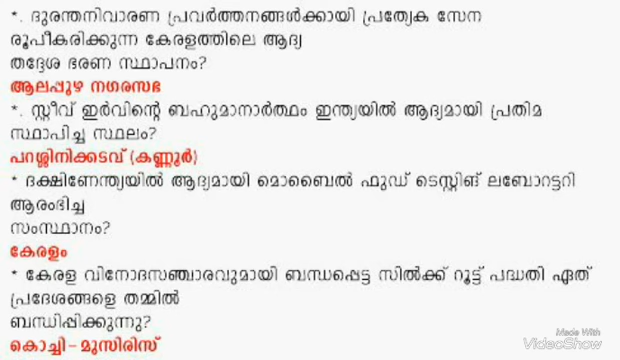 *. ദുരന്തനിവാരണ പ്രവർത്തനങ്ങൾക്കായി പ്രത്യേക സേന
രൂപീകരിക്കുന്ന കേരളത്തിലെ ആദ്യ
തദ്ദേശ ഭരണ സ്ഥാപനം?
ആലപ്പുഴ നഗരസഭ
*. സ്റ്റീവ് ഇർവിന്റെ ബഹുമാനാർത്ഥം ഇന്ത്യയിൽ ആദ്യമായി പ്രതിമ
സ്ഥാപിച്ച സ്ഥലം?
പറശ്ശിനിക്കടവ് (കണ്ണൂർ)
* ദക്ഷിണേന്ത്യയിൽ ആദ്യമായി മൊബൈൽ ഫുഡ് ടെസ്റ്റിങ് ലബോറട്ടറി
ആരംഭിച്ച
സംസ്ഥാനം?
കേരളം
* കേരള വിനോദസഞ്ചാരവുമായി ബന്ധപ്പെട്ട സിൽക്ക് റൂട്ട് പദ്ധതി ഏത്
പ്രദേശങ്ങളെ തമ്മിൽ
ബന്ധിപ്പിക്കുന്നു?
കൊച്ചി - മുസിരിസ്
Made With
VideoShow